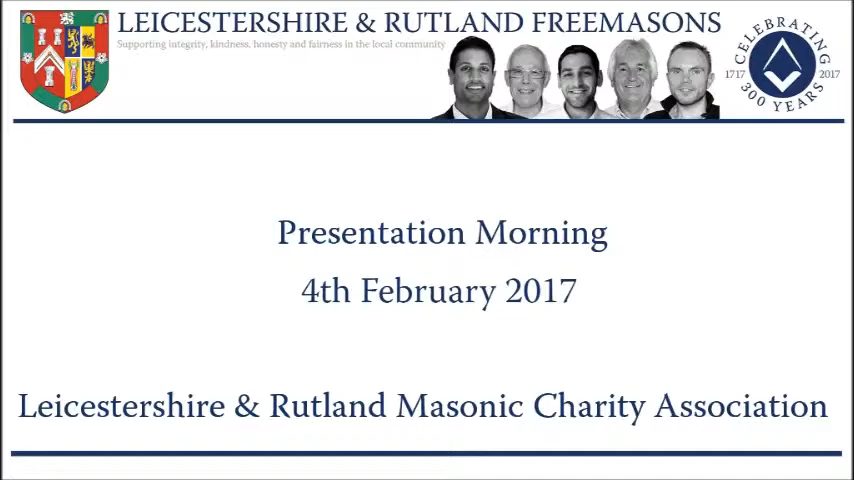 LEICESTERSHIRE & RUTLAND FREEMASONS
Supporting integrity, kindness, honesty and fairness in the local community
CELEBRATING
1717 2017
300 YEARS
Presentation Morning
4th February 2017
Leicestershire & Rutland Masonic Charity Association